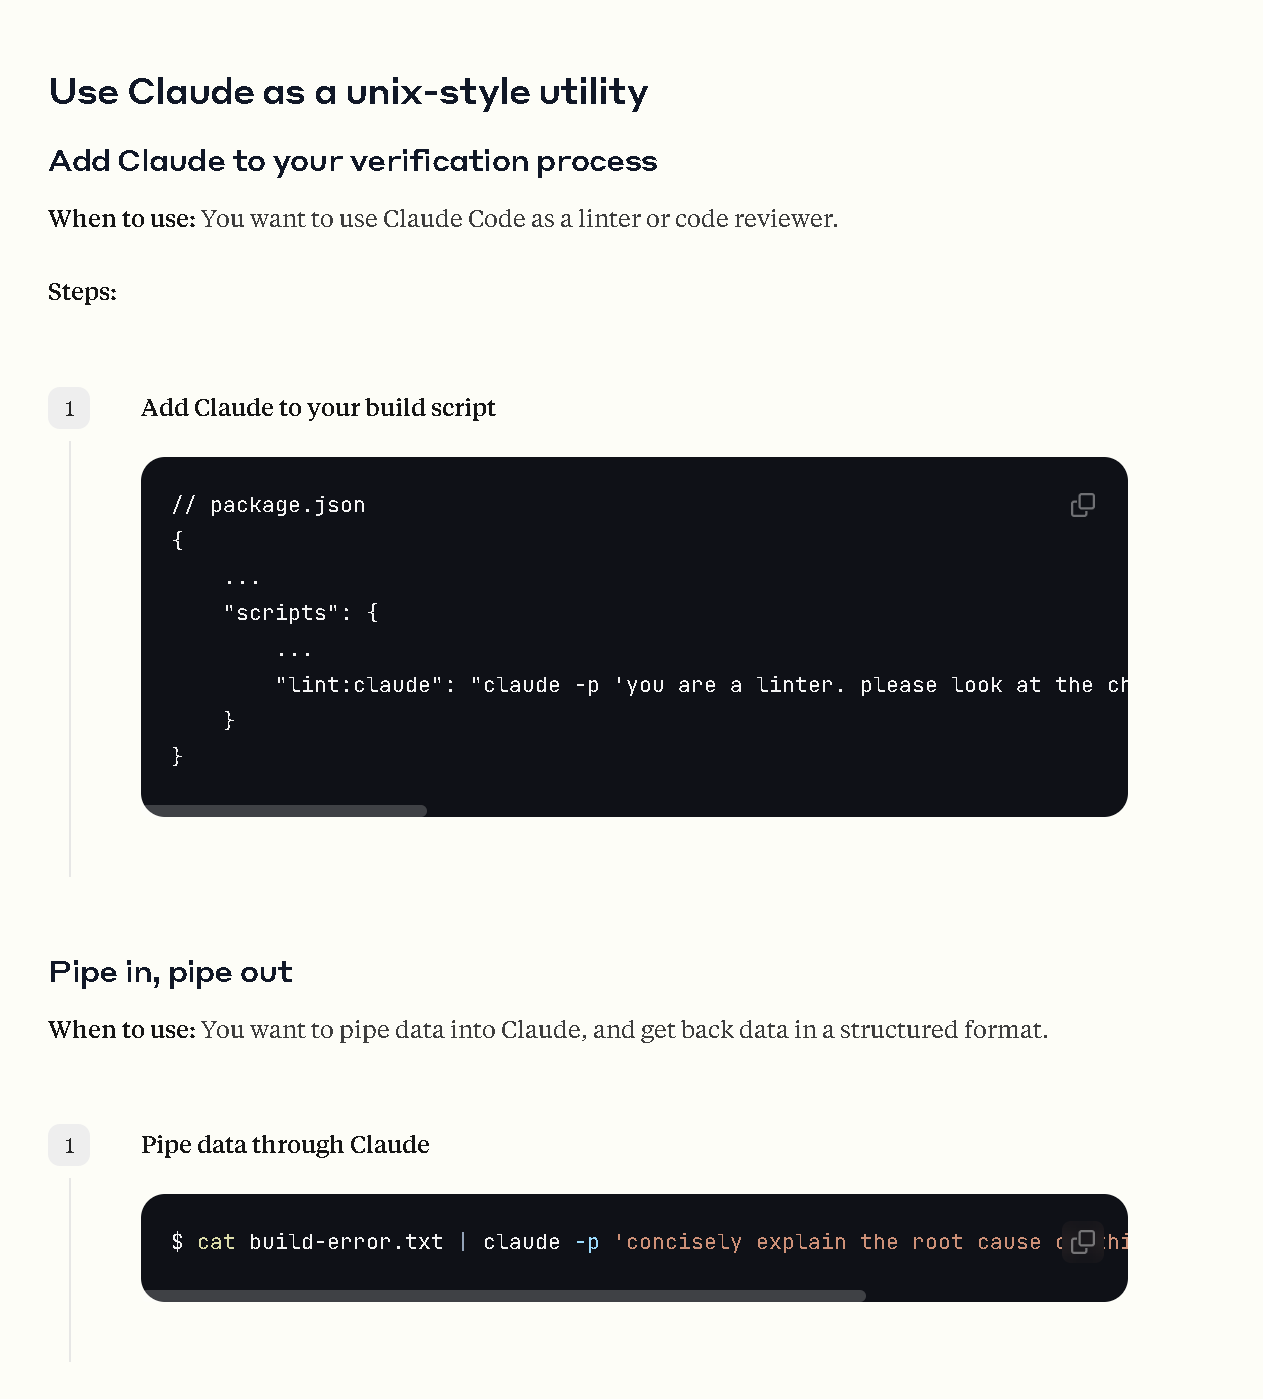 Use Claude as a unix-style utility
Add Claude to your verification process
When to use: You want to use Claude Code as a linter or code reviewer.
Steps:
1
Add Claude to your build script
// package.json
{
    ...
    "scripts": {
        ...
        "lint:claude": "claude -p 'you are a linter. please look at the ch
    }
}
Pipe in, pipe out
When to use: You want to pipe data into Claude, and get back data in a structured format.
1
Pipe data through Claude
$ cat build-error.txt | claude -p 'concisely explain the root cause